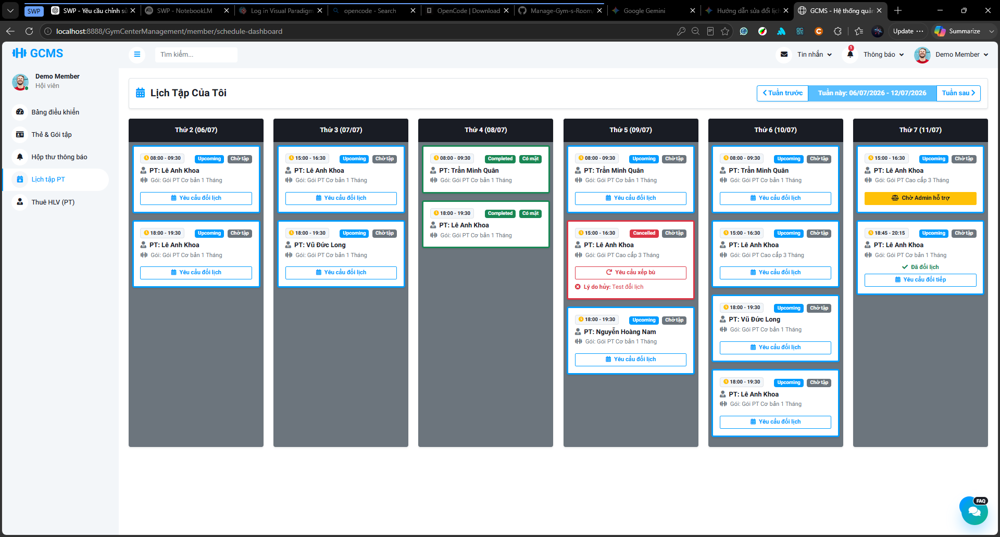 SWP
SWP - Yêu cầu chỉnh sử
SWP - NotebookLM
Log in Visual Paradigm
opencode - Search
OpenCode | Download
Manage-Gym-s-Room/
Google Gemini
Hướng dẫn sửa đổi lịch
GCMS - Hệ thống quản
localhost:8888/GymCenterManagement/member/schedule-dashboard
Update
Summarize
GCMS
Tìm kiếm...
Tin nhắn
1
Thông báo
Demo Member
Demo Member
Hội viên
Bảng điều khiển
Thẻ & Gói tập
Hộp thư thông báo
Lịch tập PT
Thuê HLV (PT)
Lịch Tập Của Tôi
Tuần trước
Tuần này: 06/07/2026 - 12/07/2026
Tuần sau
Thứ 2 (06/07)
08:00 - 09:30 Upcoming Chờ tập
PT: Lê Anh Khoa
Gói: Gói PT Cơ bản 1 Tháng
Yêu cầu đổi lịch
18:00 - 19:30 Upcoming Chờ tập
PT: Lê Anh Khoa
Gói: Gói PT Cơ bản 1 Tháng
Yêu cầu đổi lịch
Thứ 3 (07/07)
15:00 - 16:30 Upcoming Chờ tập
PT: Lê Anh Khoa
Gói: Gói PT Cơ bản 1 Tháng
Yêu cầu đổi lịch
18:00 - 19:30 Upcoming Chờ tập
PT: Vũ Đức Long
Gói: Gói PT Cơ bản 1 Tháng
Yêu cầu đổi lịch
Thứ 4 (08/07)
08:00 - 09:30 Completed Có mặt
PT: Trần Minh Quân
Gói: Gói PT Cơ bản 1 Tháng
18:00 - 19:30 Completed Có mặt
PT: Lê Anh Khoa
Gói: Gói PT Cơ bản 1 Tháng
Thứ 5 (09/07)
08:00 - 09:30 Upcoming Chờ tập
PT: Trần Minh Quân
Gói: Gói PT Cơ bản 1 Tháng
Yêu cầu đổi lịch
15:00 - 16:30 Cancelled Chờ tập
PT: Lê Anh Khoa
Gói: Gói PT Cao cấp 3 Tháng
Yêu cầu xếp bù
Lý do hủy: Test đổi lịch
18:00 - 19:30 Upcoming Chờ tập
PT: Nguyễn Hoàng Nam
Gói: Gói PT Cơ bản 1 Tháng
Yêu cầu đổi lịch
Thứ 6 (10/07)
08:00 - 09:30 Upcoming Chờ tập
PT: Trần Minh Quân
Gói: Gói PT Cơ bản 1 Tháng
Yêu cầu đổi lịch
15:00 - 16:30 Upcoming Chờ tập
PT: Lê Anh Khoa
Gói: Gói PT Cao cấp 3 Tháng
Yêu cầu đổi lịch
18:00 - 19:30 Upcoming Chờ tập
PT: Vũ Đức Long
Gói: Gói PT Cơ bản 1 Tháng
Yêu cầu đổi lịch
18:00 - 19:30 Upcoming Chờ tập
PT: Lê Anh Khoa
Gói: Gói PT Cơ bản 1 Tháng
Yêu cầu đổi lịch
Thứ 7 (11/07)
15:00 - 16:30 Upcoming Chờ tập
PT: Lê Anh Khoa
Gói: Gói PT Cao cấp 3 Tháng
Chờ Admin hỗ trợ
18:45 - 20:15 Upcoming Chờ tập
PT: Lê Anh Khoa
Gói: Gói PT Cơ bản 1 Tháng
Đã đổi lịch
Yêu cầu đổi tiếp
FAQ